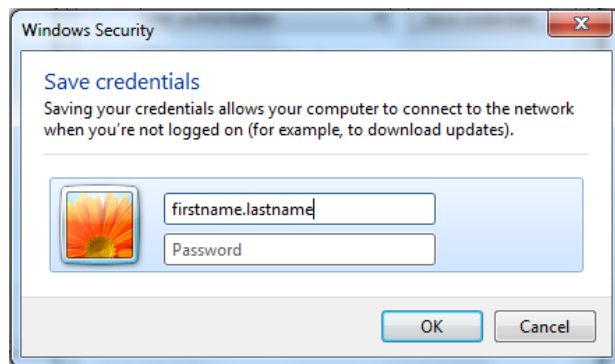 Windows Security
Save credentials
Saving your credentials allows your computer to connect to the network
when you're not logged on (for example, to download updates).
firstname.lastname
Password
OK
Cancel